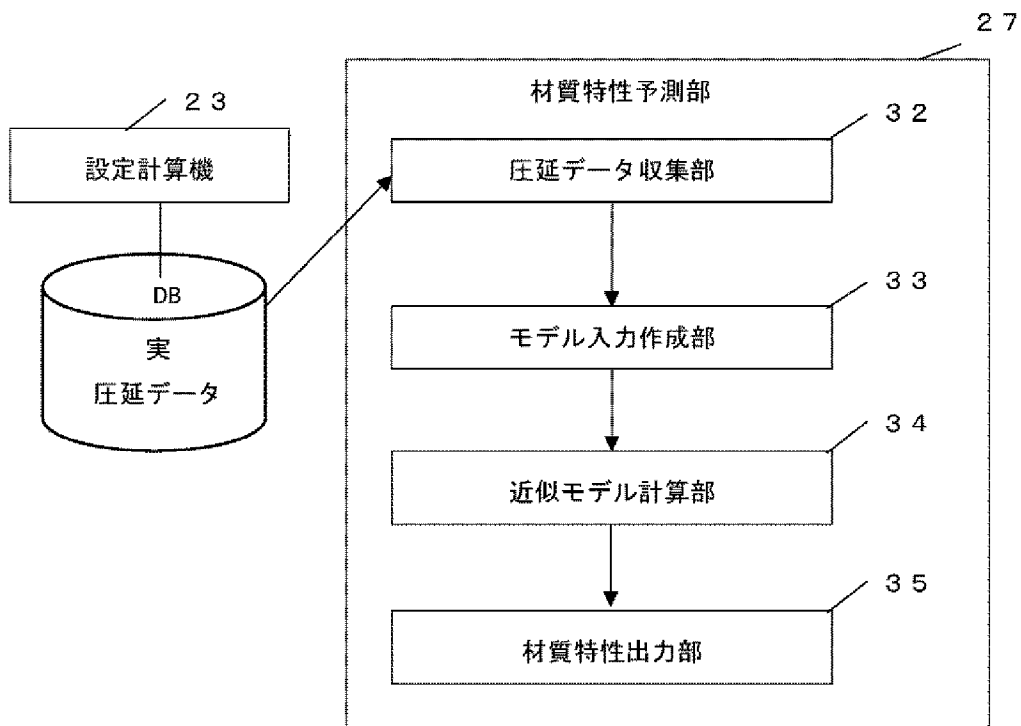 ２７
材質特性予測部
２３
設定計算機
DB
実
圧延データ
３２
圧延データ収集部
３３
モデル入力作成部
３４
近似モデル計算部
３５
材質特性出力部